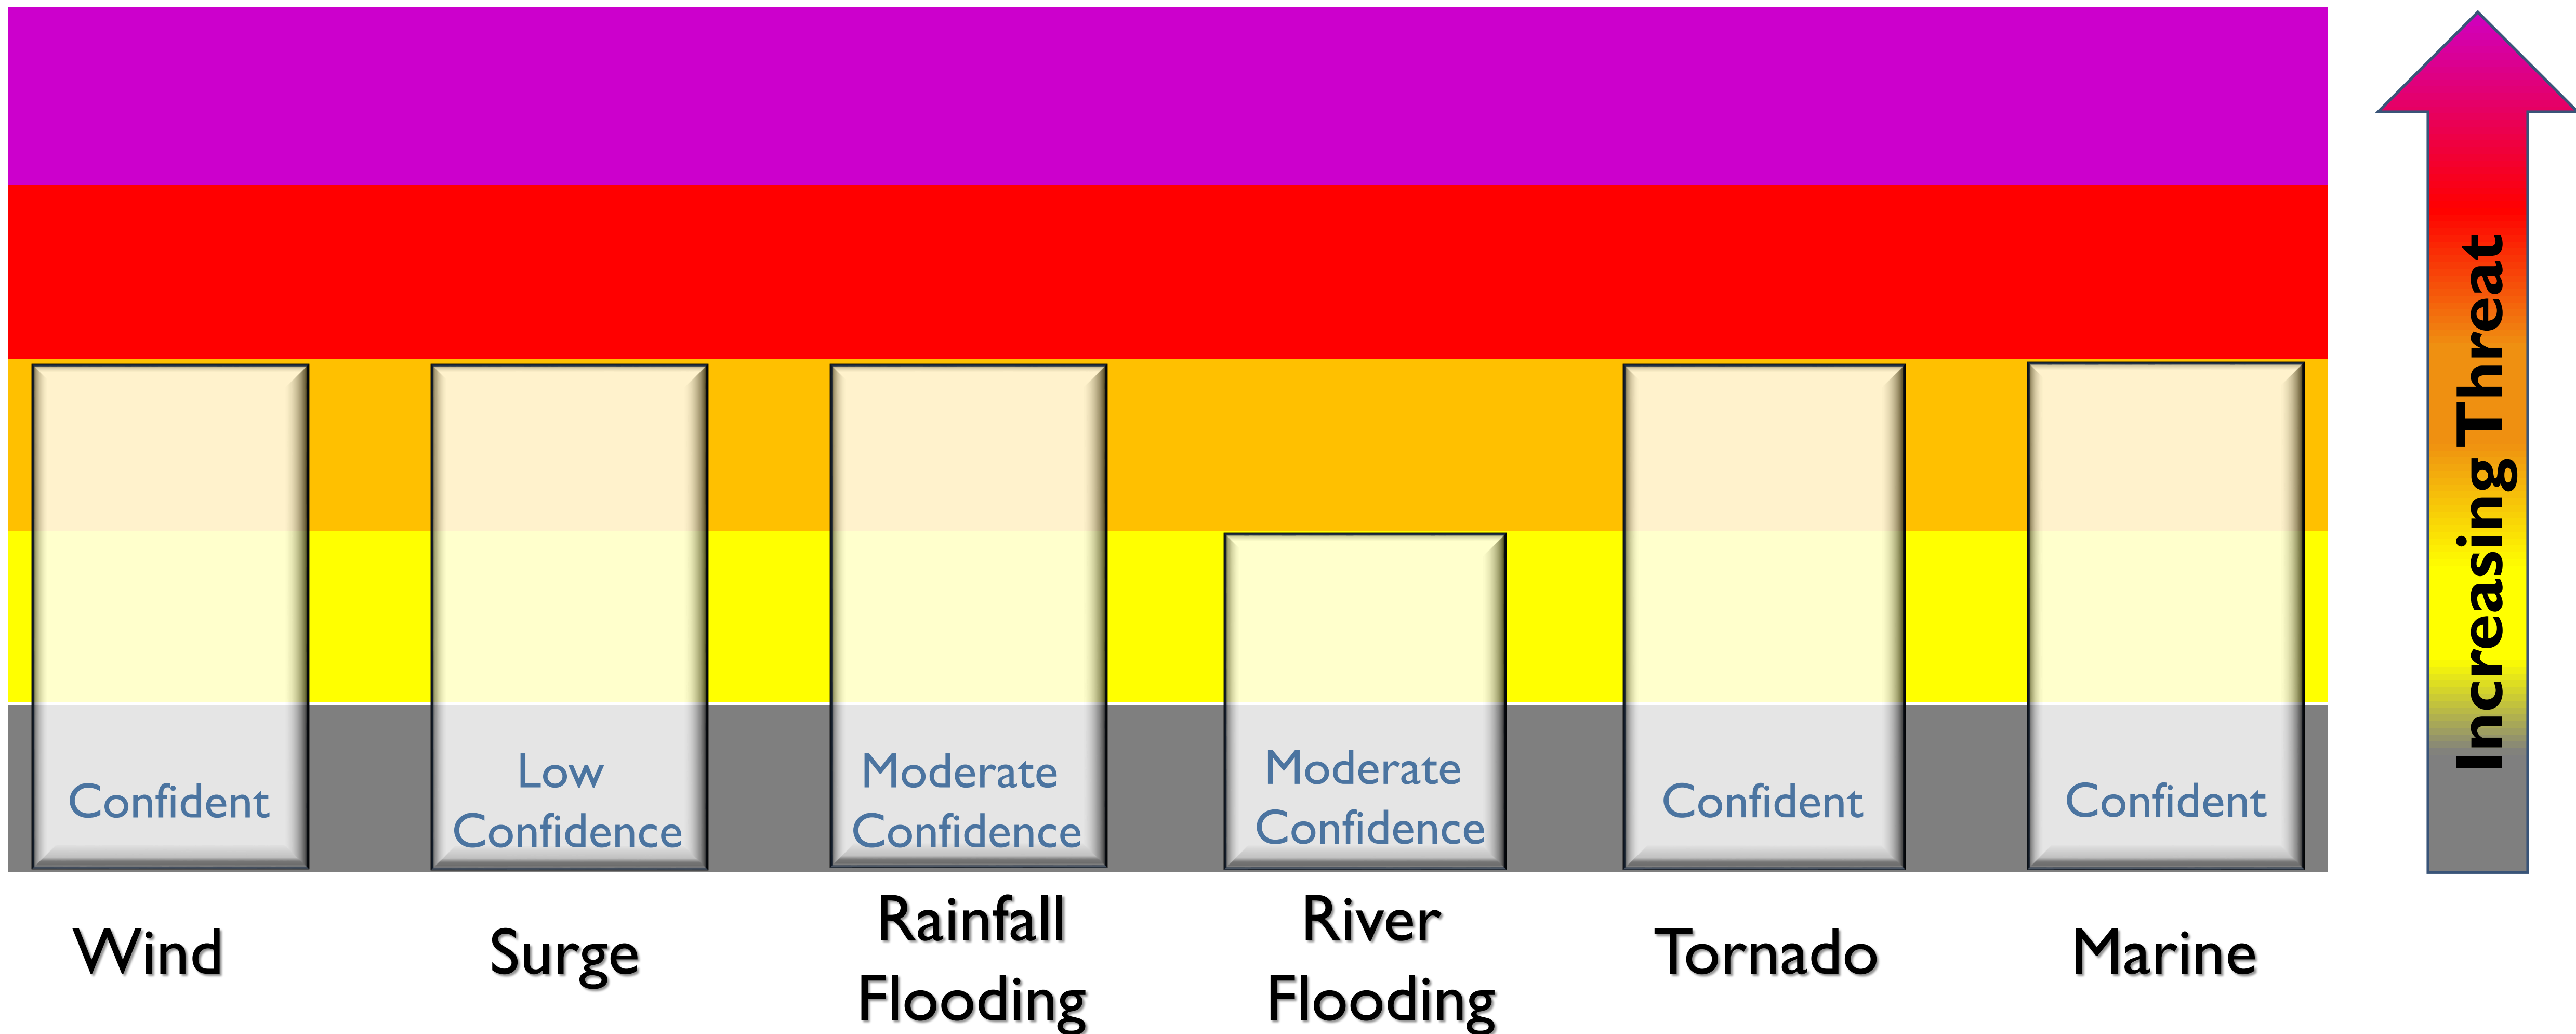 Confident
Low
Confidence
Moderate
Confidence
Moderate
Confidence
Confident
Confident
Wind
Surge
Rainfall
Flooding
River
Flooding
Tornado
Marine
Increasing Threat